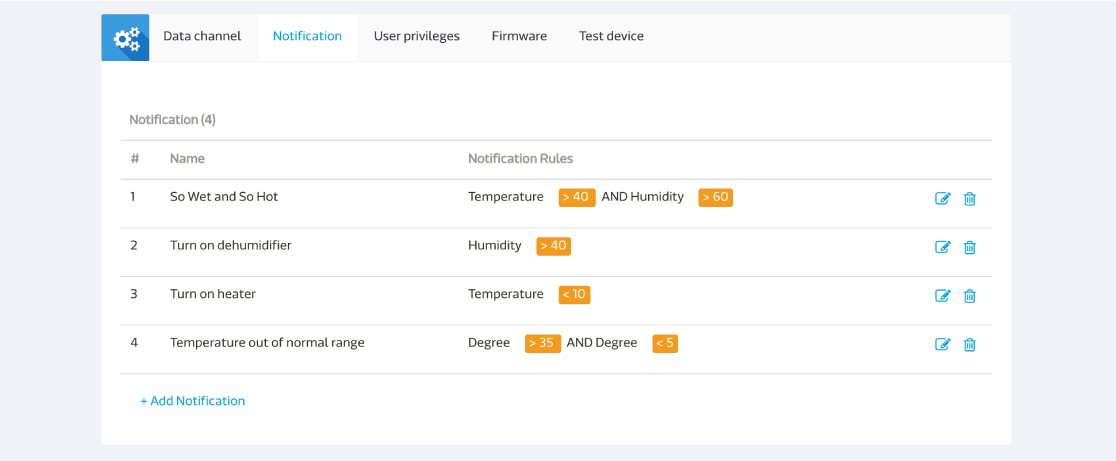 Data channel Notification User privileges Firmware Test device
Notification (4)
# Name Notification Rules
1 So Wet and So Hot Temperature > 40 AND Humidity > 60
2 Turn on dehumidifier Humidity > 40
3 Turn on heater Temperature < 10
4 Temperature out of normal range Degree > 35 AND Degree < 5
+ Add Notification